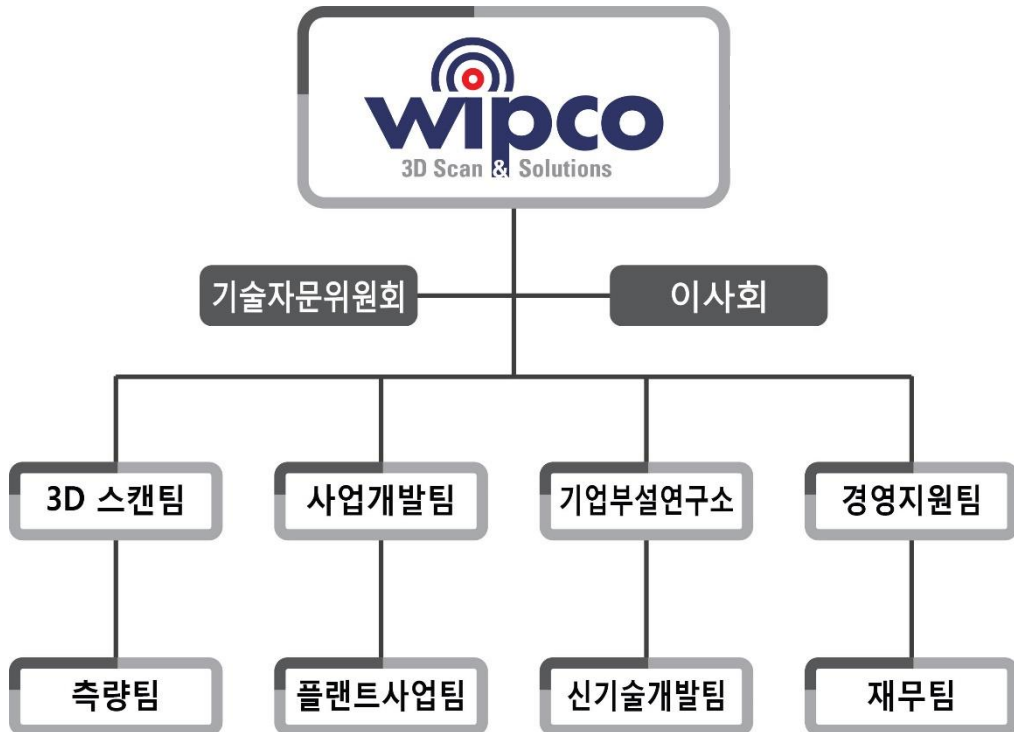 wipco
3D Scan & Solutions
기술자문위원회
이사회
3D 스캔팀
사업개발팀
기업부설연구소
경영지원팀
측량팀
플랜트사업팀
신기술개발팀
재무팀